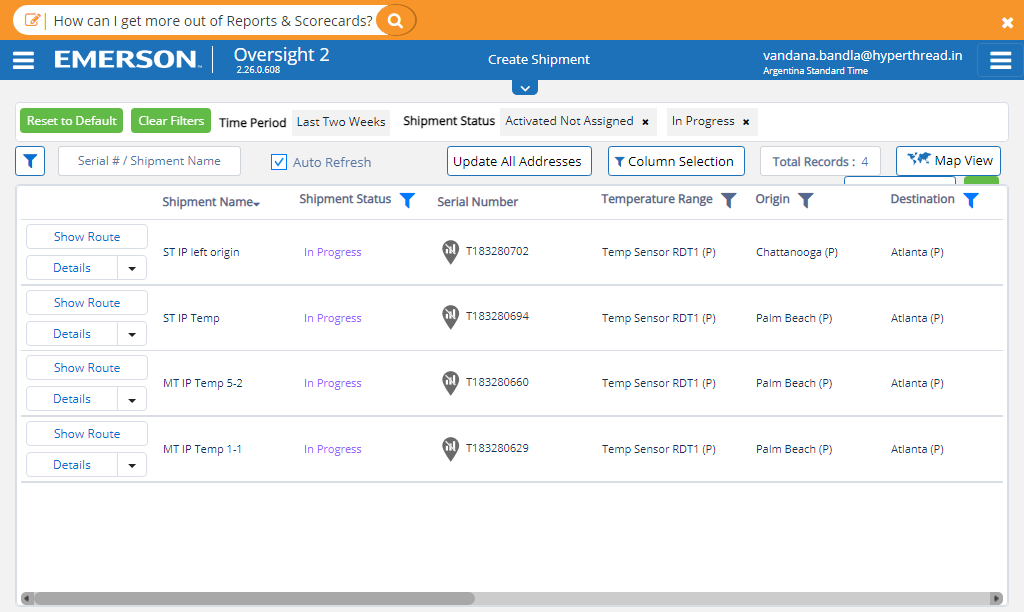 How can I get more out of Reports & Scorecards?
EMERSON Oversight 2
2.26.0.608
Create Shipment
vandana.bandla@hyperthread.in
Argentina Standard Time
Reset to Default Clear Filters Time Period Last Two Weeks Shipment Status Activated Not Assigned × In Progress ×
Serial # / Shipment Name Auto Refresh Update All Addresses Column Selection Total Records : 4 Map View
Shipment Name Shipment Status Serial Number Temperature Range Origin Destination
Show Route
Details
ST IP left origin In Progress T183280702 Temp Sensor RDT1 (P) Chattanooga (P) Atlanta (P)
Show Route
Details
ST IP Temp In Progress T183280694 Temp Sensor RDT1 (P) Palm Beach (P) Atlanta (P)
Show Route
Details
MT IP Temp 5-2 In Progress T183280660 Temp Sensor RDT1 (P) Palm Beach (P) Atlanta (P)
Show Route
Details
MT IP Temp 1-1 In Progress T183280629 Temp Sensor RDT1 (P) Palm Beach (P) Atlanta (P)